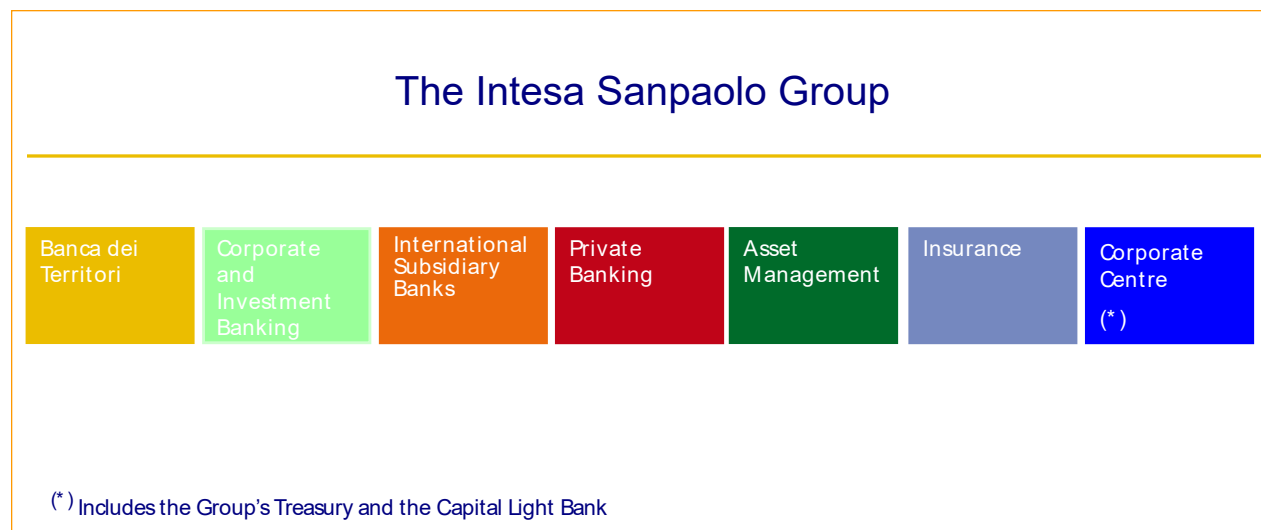 The Intesa Sanpaolo Group
Banca dei
Territori
Corporate
and
Investment
Banking
International
Subsidiary
Banks
Private
Banking
Asset
Management
Insurance
Corporate
Centre
(*)
(*) Includes the Group's Treasury and the Capital Light Bank